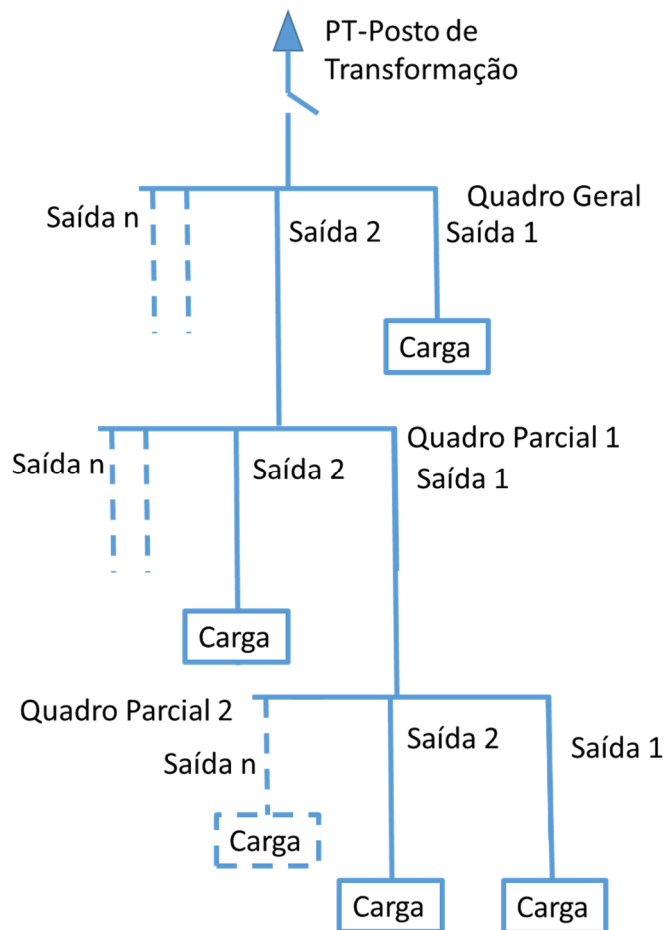 PT-Posto de
Transformação
Quadro Geral
Saída n
Saída 2
Saída 1
Carga
Quadro Parcial 1
Saída n
Saída 2
Saída 1
Carga
Quadro Parcial 2
Saída n
Saída 2
Saída 1
Carga
Carga
Carga